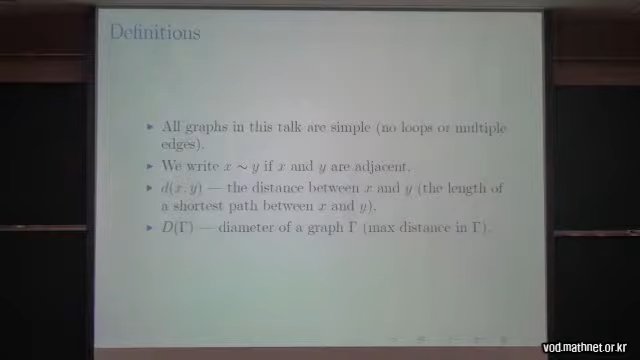 Definitions
▶ All graphs in this talk are simple (no loops or multiple
edges).
▶ We write x ∼ y if x and y are adjacent.
▶ d(x, y) — the distance between x and y (the length of
a shortest path between x and y).
▶ D(Γ) — diameter of a graph Γ (max distance in Γ).
vod.mathnet.or.kr